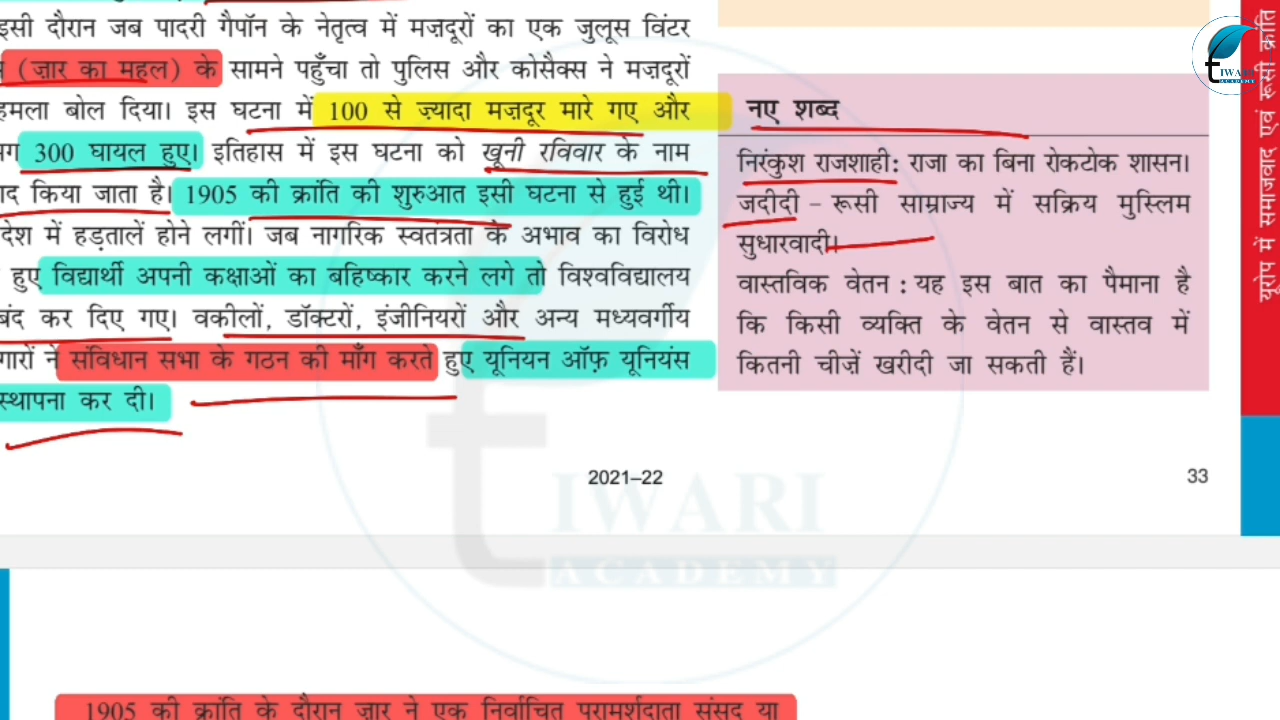 इसी दौरान जब पादरी गैपॉन के नेतृत्व में मज़दूरों का एक जुलूस विंटर
(ज़ार का महल) के सामने पहुँचा तो पुलिस और कोसैक्स ने मज़दूरों
हमला बोल दिया। इस घटना में 100 से ज़्यादा मज़दूर मारे गए और
300 घायल हुए। इतिहास में इस घटना को खूनी रविवार के नाम
किया जाता है। 1905 की क्रांति की शुरुआत इसी घटना से हुई थी।
देश में हड़तालें होने लगीं। जब नागरिक स्वतंत्रता के अभाव का विरोध
हुए विद्यार्थी अपनी कक्षाओं का बहिष्कार करने लगे तो विश्वविद्यालय
बंद कर दिए गए। वकीलों, डॉक्टरों, इंजीनियरों और अन्य मध्यवर्गीय
गारों ने संविधान सभा के गठन की माँग करते हुए यूनियन ऑफ़ यूनियंस
स्थापना कर दी।
नए शब्द
निरंकुश राजशाही: राजा का बिना रोकटोक शासन।
जदीदी – रूसी साम्राज्य में सक्रिय मुस्लिम
सुधारवादी।
वास्तविक वेतन : यह इस बात का पैमाना है
कि किसी व्यक्ति के वेतन से वास्तव में
कितनी चीज़ें खरीदी जा सकती हैं।
यूरोप में समाजवाद एवं रूसी क्रांति
TIWARI
ACADEMY
2021–22
33
TIWARI
ACADEMY
1905 की क्रांति के दौरान ज़ार ने एक निर्वाचित परामर्शदाता संसद या